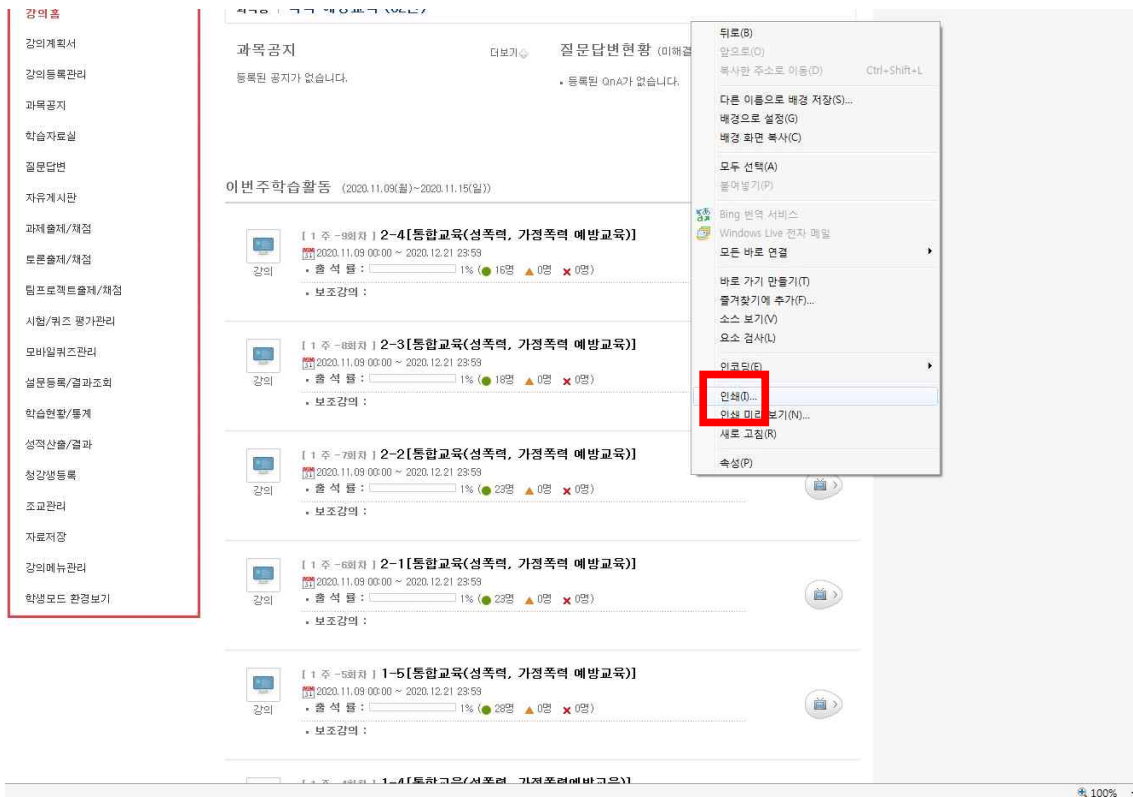 강의홈
강의계획서
강의등록관리
과목공지
학습자료실
질문답변
자유게시판
과제출제/채점
토론출제/채점
팀프로젝트출제/채점
시험/퀴즈 평가관리
모바일퀴즈관리
설문등록/결과조회
학습현황/통계
성적산출/결과
청강생등록
조교관리
자료저장
강의메뉴관리
학생모드 환경보기
과목공지 더보기
등록된 공지가 없습니다.
질문답변현황 (미해결
• 등록된 QnA가 없습니다.
이번주학습활동 (2020.11.09(월)~2020.11.15(일))
[ 1 주 -9회차 ] 2-4[통합교육(성폭력, 가정폭력 예방교육)]
2020.11.09 00:00 ~ 2020.12.21 23:59
강의 • 출 석 률 : 1% (16명 0명 0명)
• 보조강의 :
[ 1 주 -8회차 ] 2-3[통합교육(성폭력, 가정폭력 예방교육)]
2020.11.09 00:00 ~ 2020.12.21 23:59
강의 • 출 석 률 : 1% (18명 0명 0명)
• 보조강의 :
[ 1 주 -7회차 ] 2-2[통합교육(성폭력, 가정폭력 예방교육)]
2020.11.09 00:00 ~ 2020.12.21 23:59
강의 • 출 석 률 : 1% (23명 0명 0명)
• 보조강의 :
[ 1 주 -6회차 ] 2-1[통합교육(성폭력, 가정폭력 예방교육)]
2020.11.09 00:00 ~ 2020.12.21 23:59
강의 • 출 석 률 : 1% (23명 0명 0명)
• 보조강의 :
[ 1 주 -5회차 ] 1-5[통합교육(성폭력, 가정폭력 예방교육)]
2020.11.09 00:00 ~ 2020.12.21 23:59
강의 • 출 석 률 : 1% (28명 0명 0명)
• 보조강의 :
1-4[통합교육(성폭력, 가정폭력예방교육)]
뒤로(B)
앞으로(O)
복사한 주소로 이동(D) Ctrl+Shift+L
다른 이름으로 배경 저장(S)...
배경으로 설정(G)
배경 화면 복사(C)
모두 선택(A)
붙여넣기(P)
Bing 번역 서비스
Windows Live 전자 메일
모든 바로 연결
바로 가기 만들기(T)
즐겨찾기에 추가(F)...
소스 보기(V)
요소 검사(L)
인코딩(E)
인쇄(I)...
인쇄 미리 보기(N)...
새로 고침(R)
속성(P)
100%